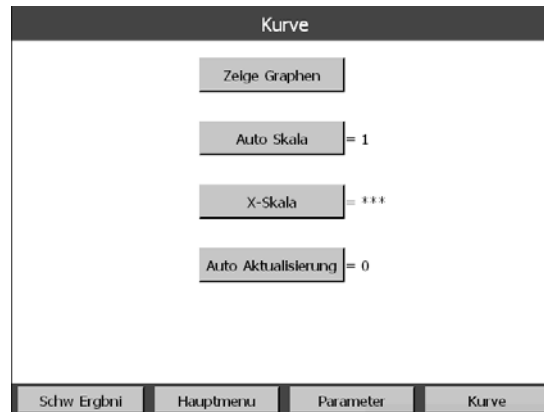 Kurve
Zeige Graphen
Auto Skala = 1
X-Skala = ***
Auto Aktualisierung = 0
Schw Ergbni Hauptmenu Parameter Kurve